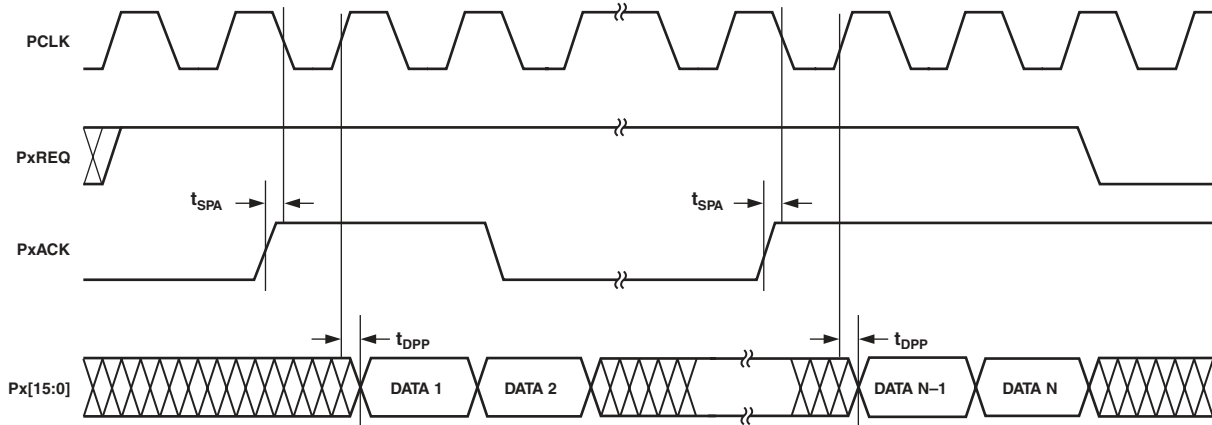 PCLK
PxREQ
tSPA
tSPA
PxACK
tDPP
tDPP
Px[15:0]
DATA 1
DATA 2
DATA N–1
DATA N